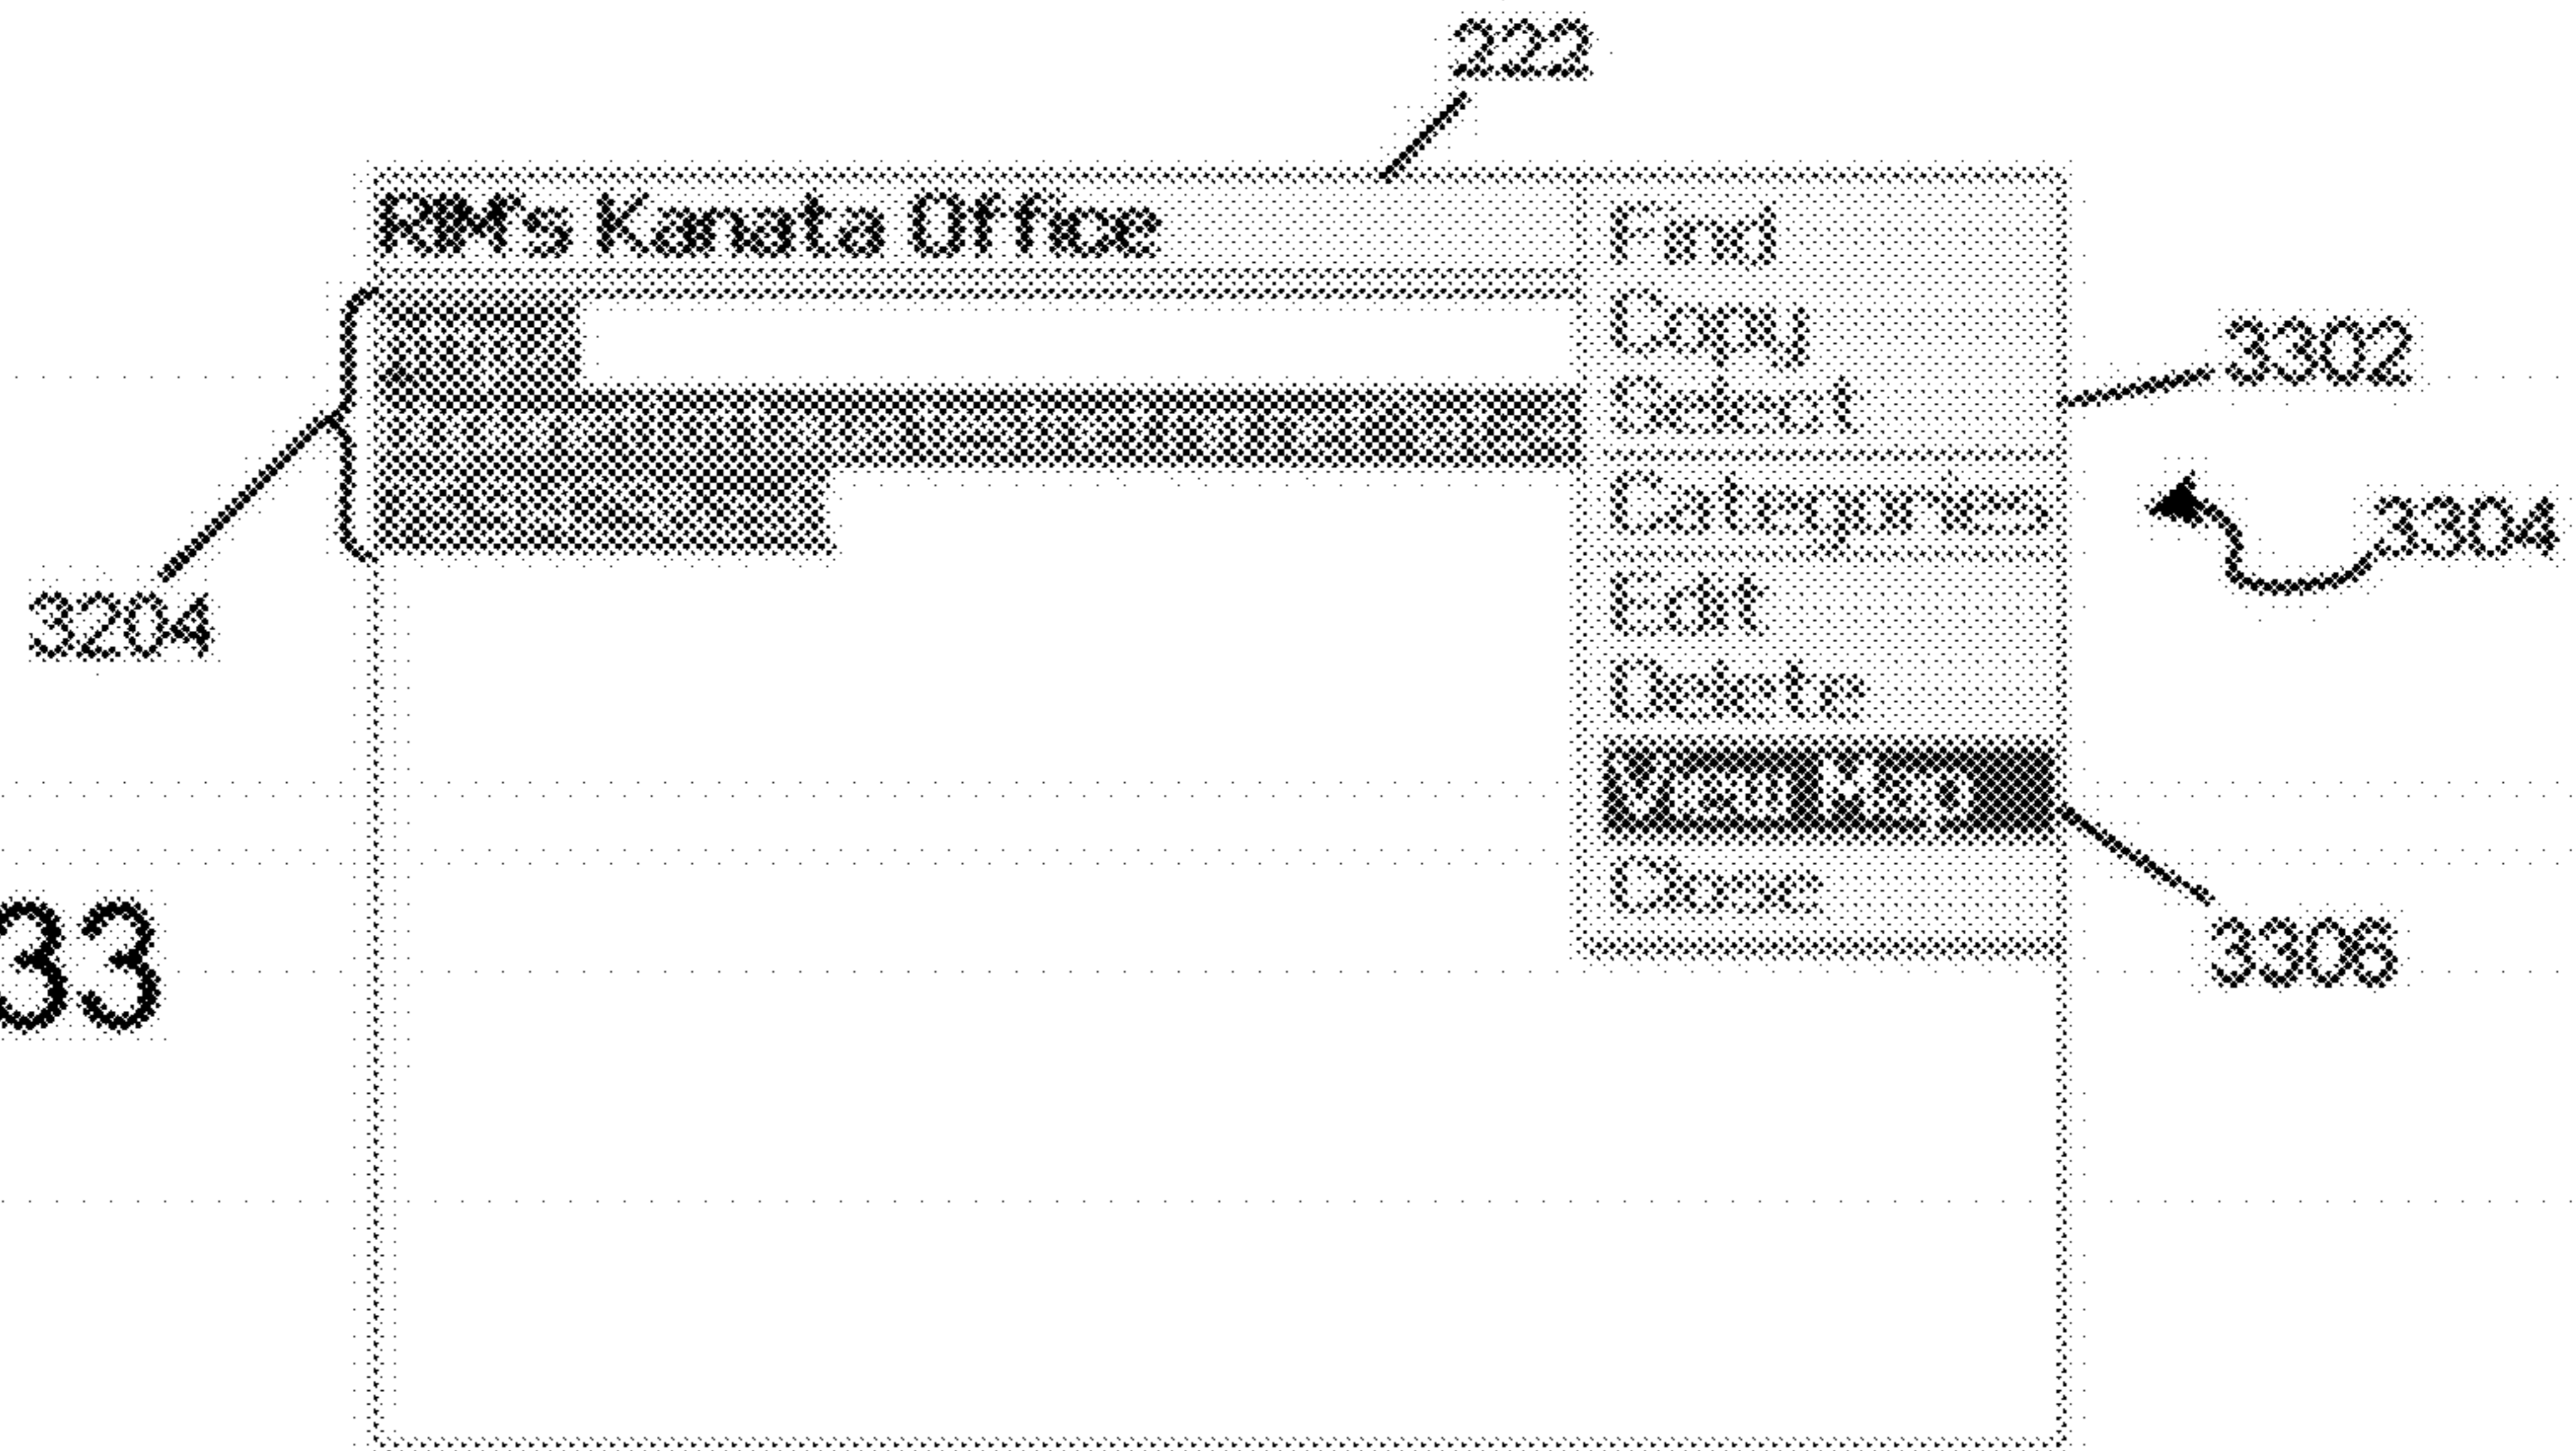 222
RIM's Kanata Office
Find
Copy
Select
Categories
Edit
Delete
View Map
Close
3302
3304
3204
3306
33